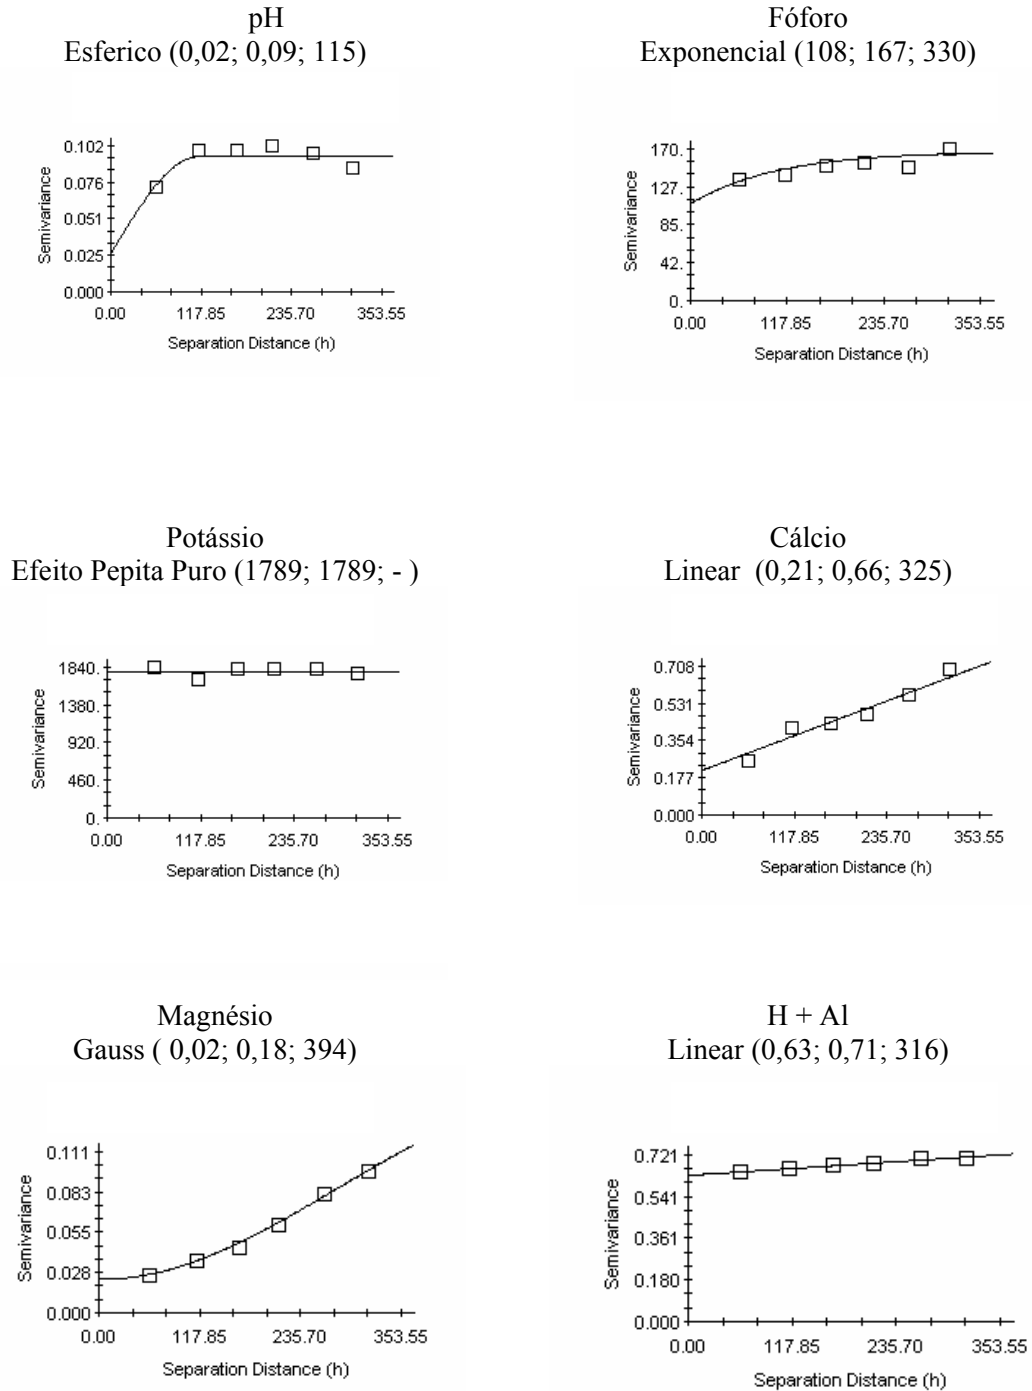 pH
Esferico (0,02; 0,09; 115)
0.102
0.076
0.051
0.025
0.000
Semivariance
0.00 117.85 235.70 353.55
Separation Distance (h)
Fóforo
Exponencial (108; 167; 330)
170.
127.
85.
42.
0.
Semivariance
0.00 117.85 235.70 353.55
Separation Distance (h)
Potássio
Efeito Pepita Puro (1789; 1789; - )
1840.
1380.
920.
460.
0.
Semivariance
0.00 117.85 235.70 353.55
Separation Distance (h)
Cálcio
Linear (0,21; 0,66; 325)
0.708
0.531
0.354
0.177
0.000
Semivariance
0.00 117.85 235.70 353.55
Separation Distance (h)
Magnésio
Gauss ( 0,02; 0,18; 394)
0.111
0.083
0.055
0.028
0.000
Semivariance
0.00 117.85 235.70 353.55
Separation Distance (h)
H + Al
Linear (0,63; 0,71; 316)
0.721
0.541
0.361
0.180
0.000
Semivariance
0.00 117.85 235.70 353.55
Separation Distance (h)